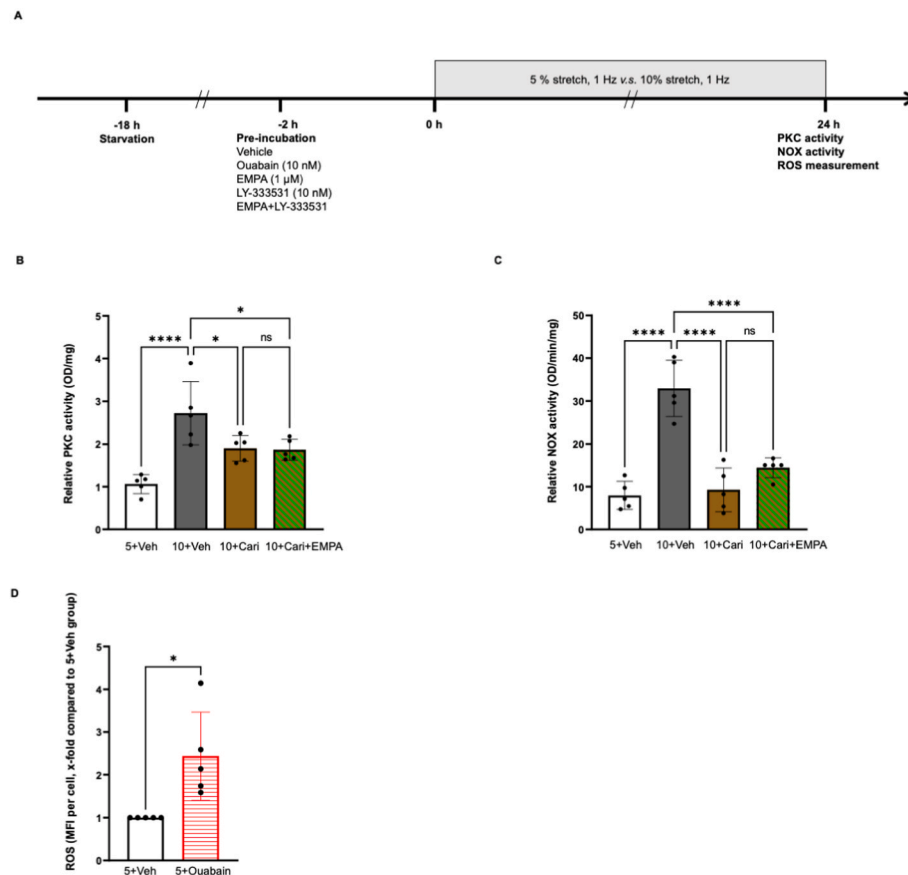 A
5 % stretch, 1 Hz v.s. 10% stretch, 1 Hz
-18 h
Starvation
-2 h
Pre-incubation
Vehicle
Ouabain (10 nM)
EMPA (1 µM)
LY-333531 (10 nM)
EMPA+LY-333531
0 h
24 h
PKC activity
NOX activity
ROS measurement
B
Relative PKC activity (OD/mg)
5
4
3
2
1
0
*
****
*
ns
5+Veh
10+Veh
10+Cari
10+Cari+EMPA
C
Relative NOX activity (OD/min/mg)
50
40
30
20
10
0
****
****
****
ns
5+Veh
10+Veh
10+Cari
10+Cari+EMPA
D
ROS (MFI per cell, x-fold compared to 5+Veh group)
5
4
3
2
1
0
*
5+Veh
5+Ouabain